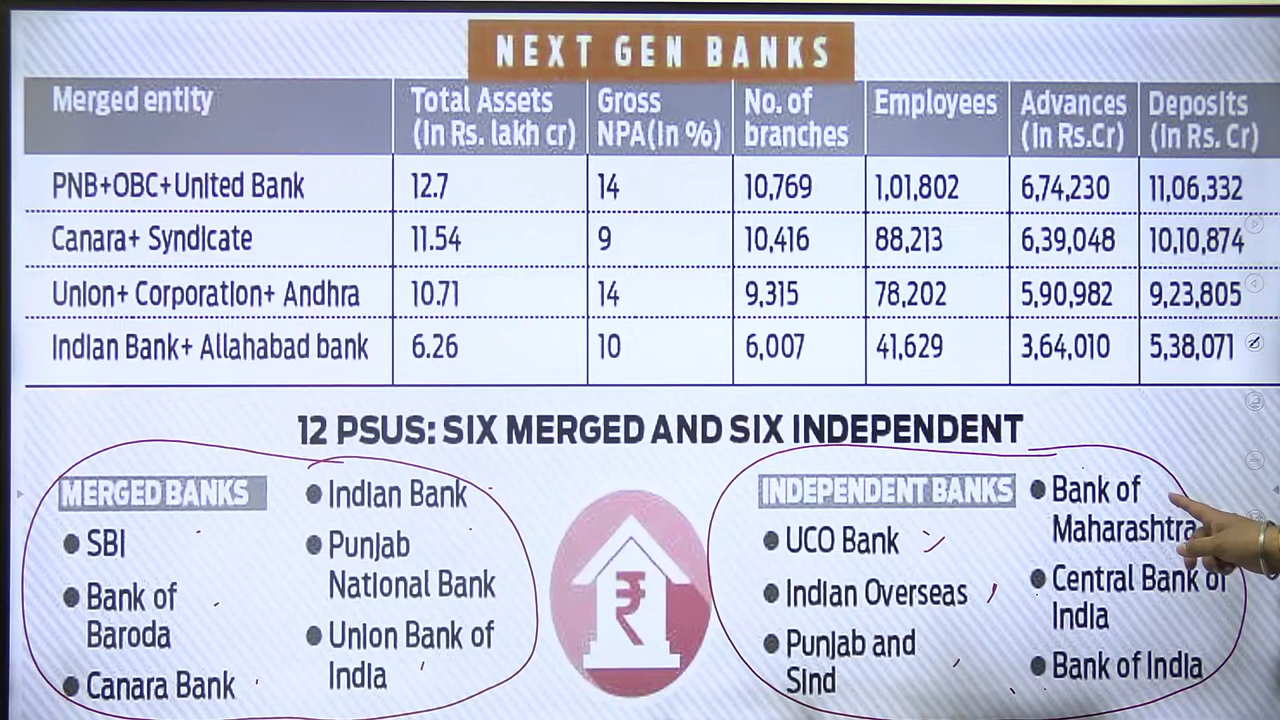 NEXT GEN BANKS
Merged entity Total Assets (In Rs. lakh cr) Gross NPA(In %) No. of branches Employees Advances (In Rs.Cr) Deposits (In Rs. Cr)
PNB+OBC+United Bank 12.7 14 10,769 1,01,802 6,74,230 11,06,332
Canara+ Syndicate 11.54 9 10,416 88,213 6,39,048 10,10,874
Union+ Corporation+ Andhra 10.71 14 9,315 78,202 5,90,982 9,23,805
Indian Bank+ Allahabad bank 6.26 10 6,007 41,629 3,64,010 5,38,071
12 PSUS: SIX MERGED AND SIX INDEPENDENT
MERGED BANKS
SBI
Bank of
Baroda
Canara Bank
Indian Bank
Punjab
National Bank
Union Bank of
India
₹
INDEPENDENT BANKS
UCO Bank
Indian Overseas
Punjab and
Sind
Bank of
Maharashtra
Central Bank of
India
Bank of India